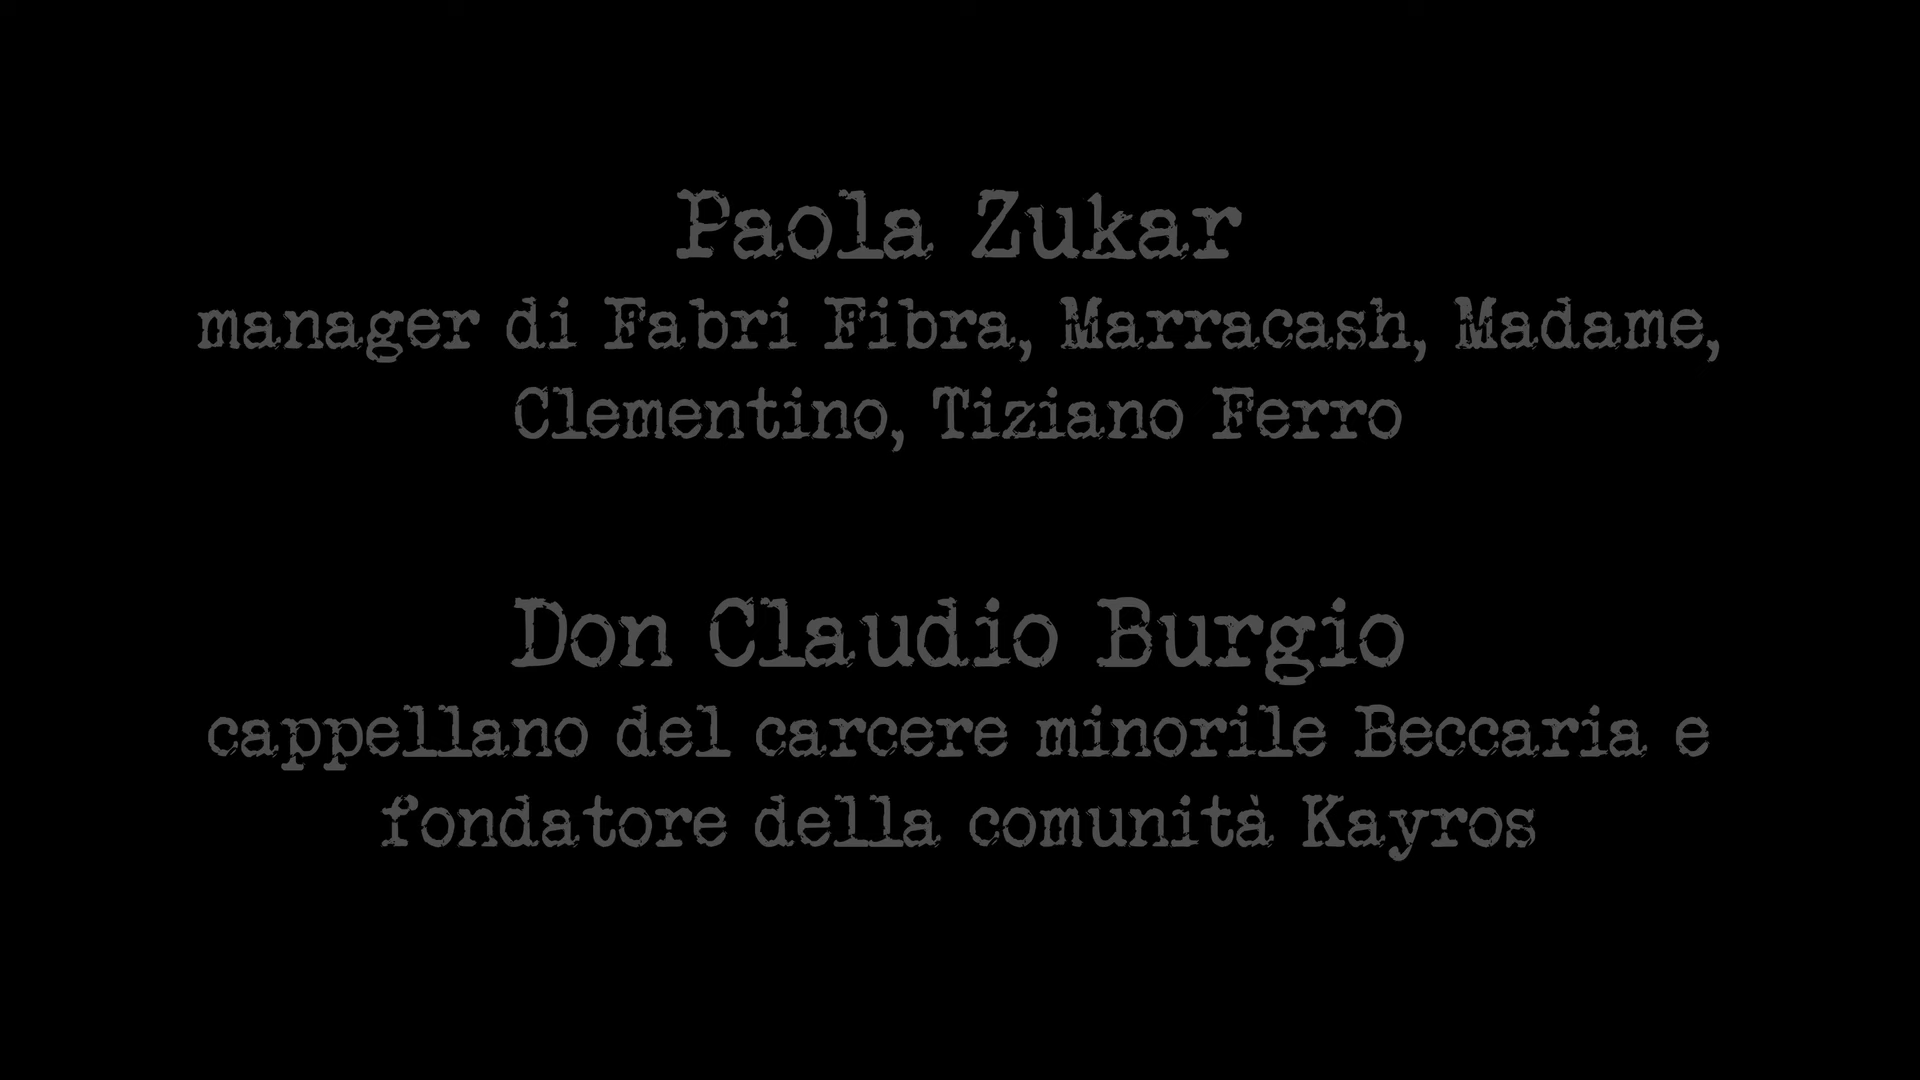 Paola Zukar
manager di Fabri Fibra, Marracash, Madame,
Clementino, Tiziano Ferro
Don Claudio Burgio
cappellano del carcere minorile Beccaria e
fondatore della comunità Kayros